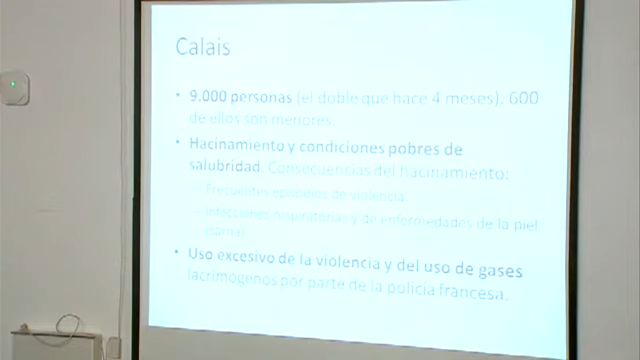 Calais
• 9.000 personas (el doble que hace 4 meses). 600
de ellos son menores.
• Hacinamiento y condiciones pobres de
salubridad. Consecuencias del hacinamiento:
– Frecuentes episodios de violencia.
– Infecciones respiratorias y de enfermedades de la piel
(sarna).
• Uso excesivo de la violencia y del uso de gases
lacrimógenos por parte de la policía francesa.